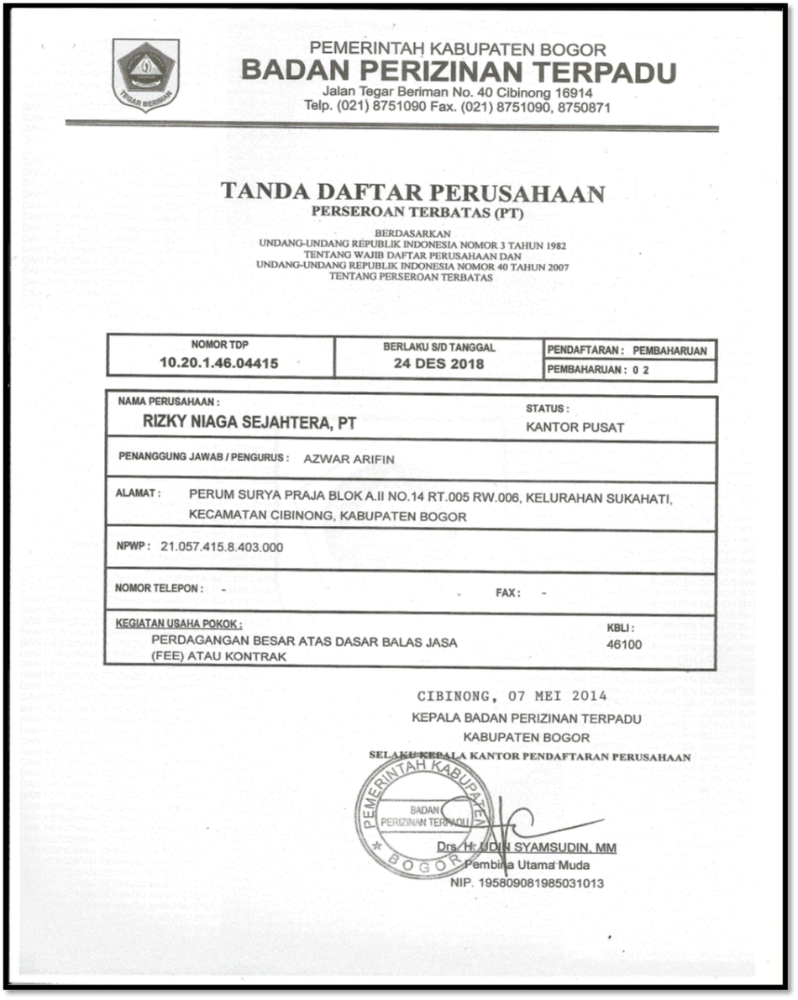 TEGAR BERIMAN
PEMERINTAH KABUPATEN BOGOR
BADAN PERIZINAN TERPADU
Jalan Tegar Beriman No. 40 Cibinong 16914
Telp. (021) 8751090 Fax. (021) 8751090, 8750871
TANDA DAFTAR PERUSAHAAN
PERSEROAN TERBATAS (PT)
BERDASARKAN
UNDANG-UNDANG REPUBLIK INDONESIA NOMOR 3 TAHUN 1982
TENTANG WAJIB DAFTAR PERUSAHAAN DAN
UNDANG-UNDANG REPUBLIK INDONESIA NOMOR 40 TAHUN 2007
TENTANG PERSEROAN TERBATAS
NOMOR TDP
10.20.1.46.04415
BERLAKU S/D TANGGAL
24 DES 2018
PENDAFTARAN : PEMBAHARUAN
PEMBAHARUAN : 0 2
NAMA PERUSAHAAN :
RIZKY NIAGA SEJAHTERA, PT
STATUS :
KANTOR PUSAT
PENANGGUNG JAWAB / PENGURUS : AZWAR ARIFIN
ALAMAT : PERUM SURYA PRAJA BLOK A.II NO.14 RT.005 RW.006, KELURAHAN SUKAHATI,
KECAMATAN CIBINONG, KABUPATEN BOGOR
NPWP : 21.057.415.8.403.000
NOMOR TELEPON : - FAX : -
KEGIATAN USAHA POKOK :
PERDAGANGAN BESAR ATAS DASAR BALAS JASA
(FEE) ATAU KONTRAK
KBLI :
46100
CIBINONG, 07 MEI 2014
KEPALA BADAN PERIZINAN TERPADU
KABUPATEN BOGOR
SELAKU KEPALA KANTOR PENDAFTARAN PERUSAHAAN
PEMERINTAH KABUPATEN
BADAN
PERIZINAN TERPADU
BOGOR
Drs. H. UDIN SYAMSUDIN, MM
Pembina Utama Muda
NIP. 195809081985031013